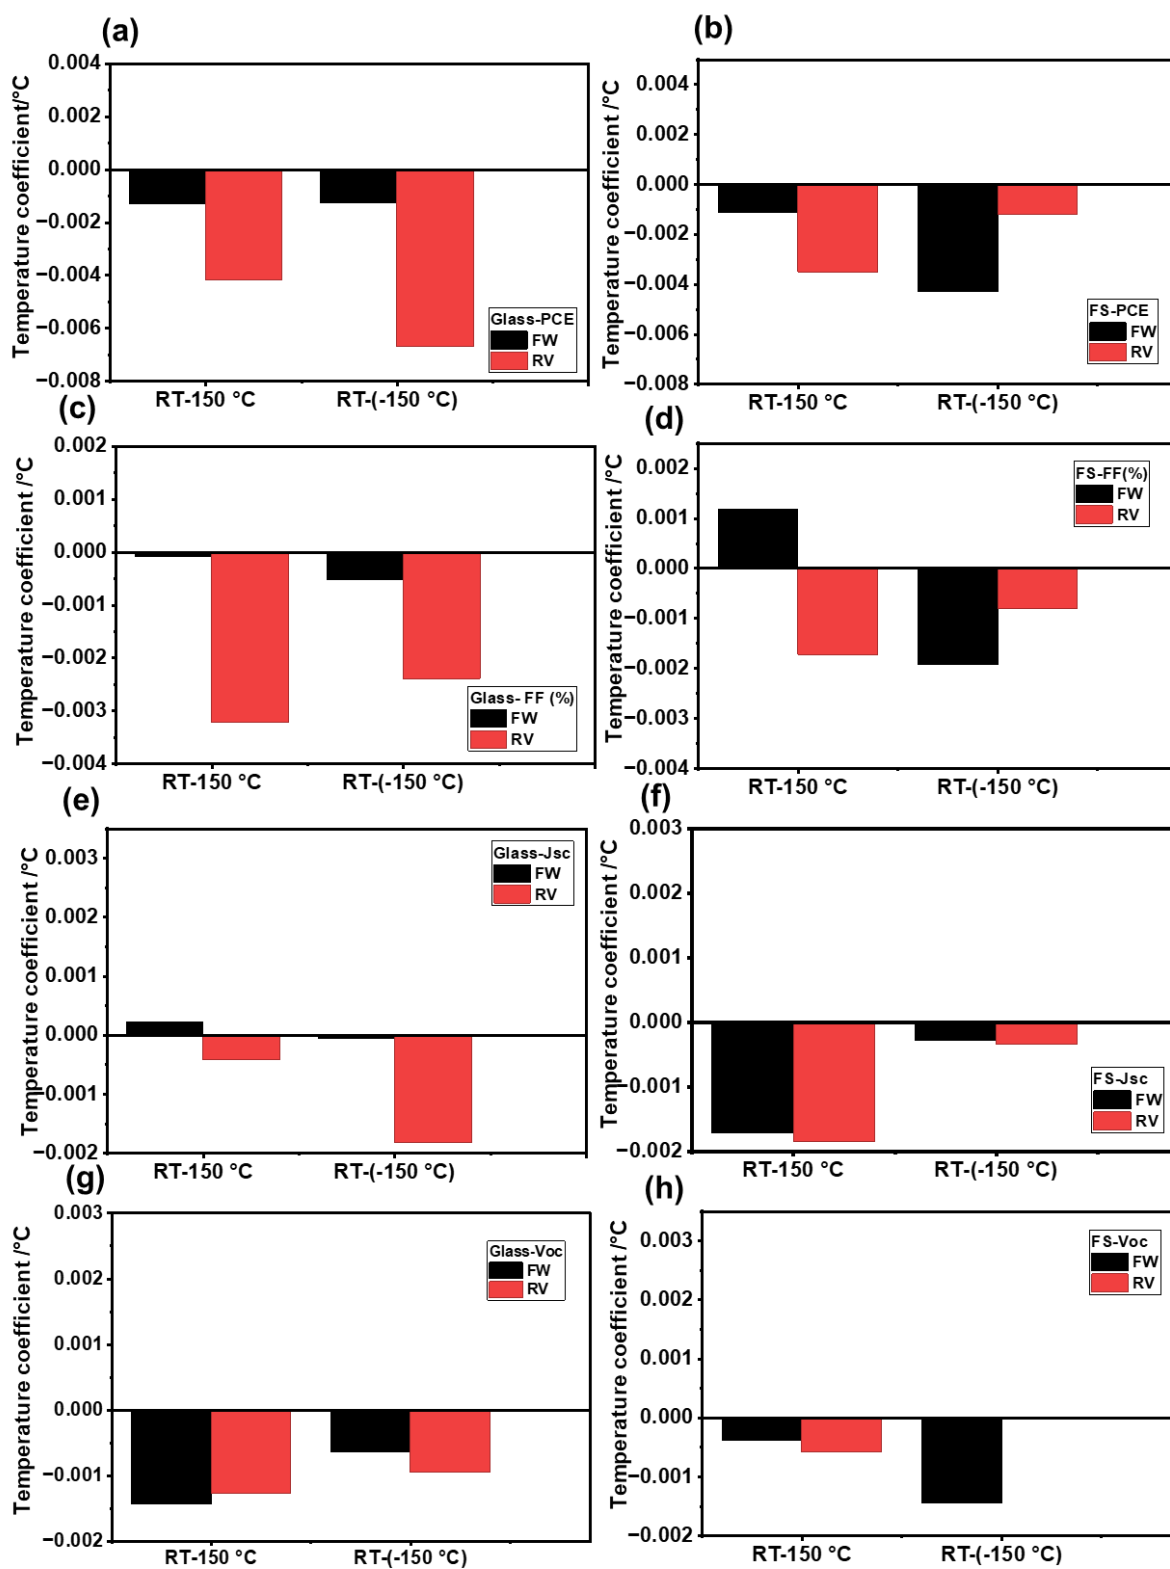 (a)
Temperature coefficient/°C
0.004
0.002
0.000
−0.002
−0.004
−0.006
−0.008
Glass-PCE
FW
RV
RT-150 °C
RT-(-150 °C)
(b)
Temperature coefficient /°C
0.004
0.002
0.000
−0.002
−0.004
−0.006
−0.008
FS-PCE
FW
RV
RT-150 °C
RT-(-150 °C)
(c)
Temperature coefficient /°C
0.002
0.001
0.000
−0.001
−0.002
−0.003
−0.004
Glass- FF (%)
FW
RV
RT-150 °C
RT-(-150 °C)
(d)
Temperature coefficient /°C
0.002
0.001
0.000
−0.001
−0.002
−0.003
−0.004
FS-FF(%)
FW
RV
RT-150 °C
RT-(-150 °C)
(e)
Temperature coefficient /°C
0.003
0.002
0.001
0.000
−0.001
−0.002
Glass-Jsc
FW
RV
RT-150 °C
RT-(-150 °C)
(f)
Temperature coefficient /°C
0.003
0.002
0.001
0.000
−0.001
−0.002
FS-Jsc
FW
RV
RT-150 °C
RT-(-150 °C)
(g)
Temperature coefficient /°C
0.003
0.002
0.001
0.000
−0.001
−0.002
Glass-Voc
FW
RV
RT-150 °C
RT-(-150 °C)
(h)
Temperature coefficient /°C
0.003
0.002
0.001
0.000
−0.001
−0.002
FS-Voc
FW
RV
RT-150 °C
RT-(-150 °C)